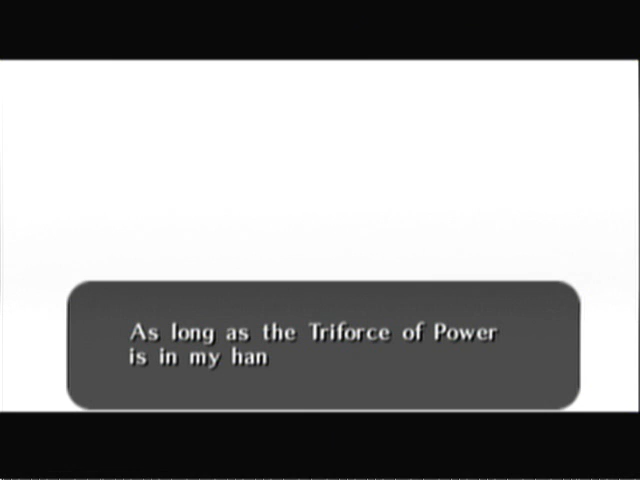 As long as the Triforce of Power
is in my han